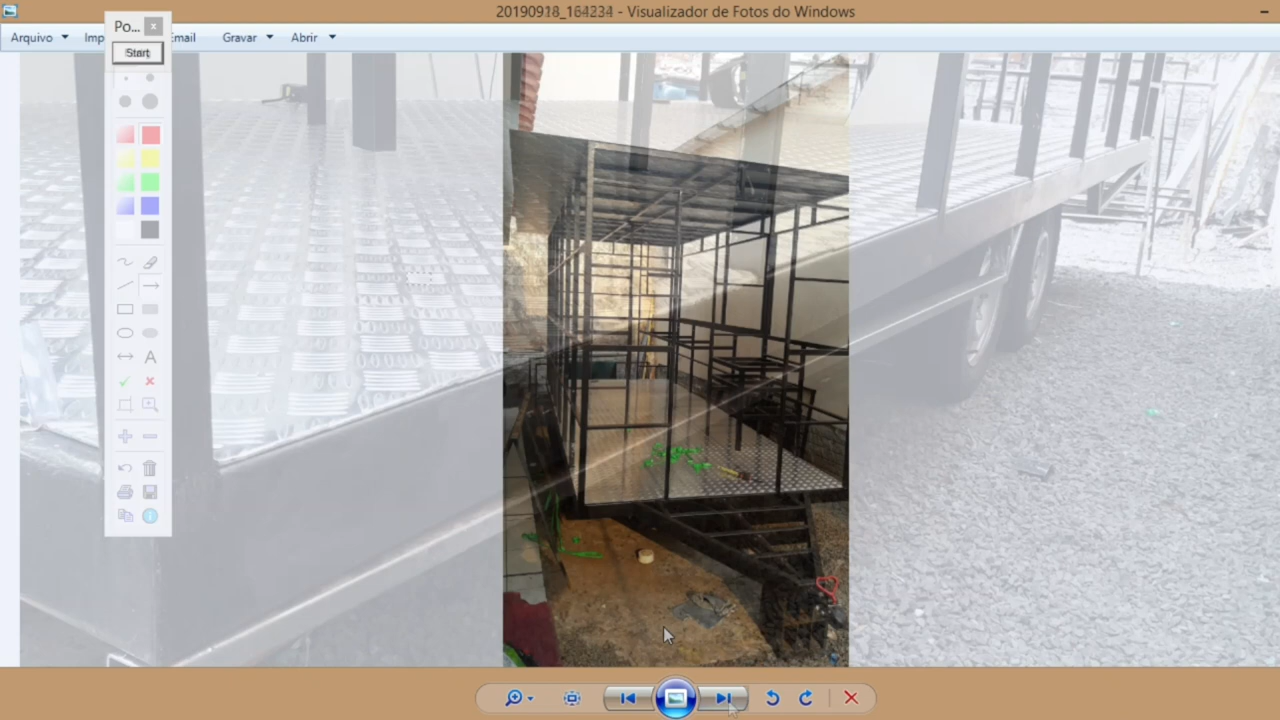 20190918_164234 - Visualizador de Fotos do Windows
Arquivo
Imp
Email
Gravar
Abrir
Po...
Start
A